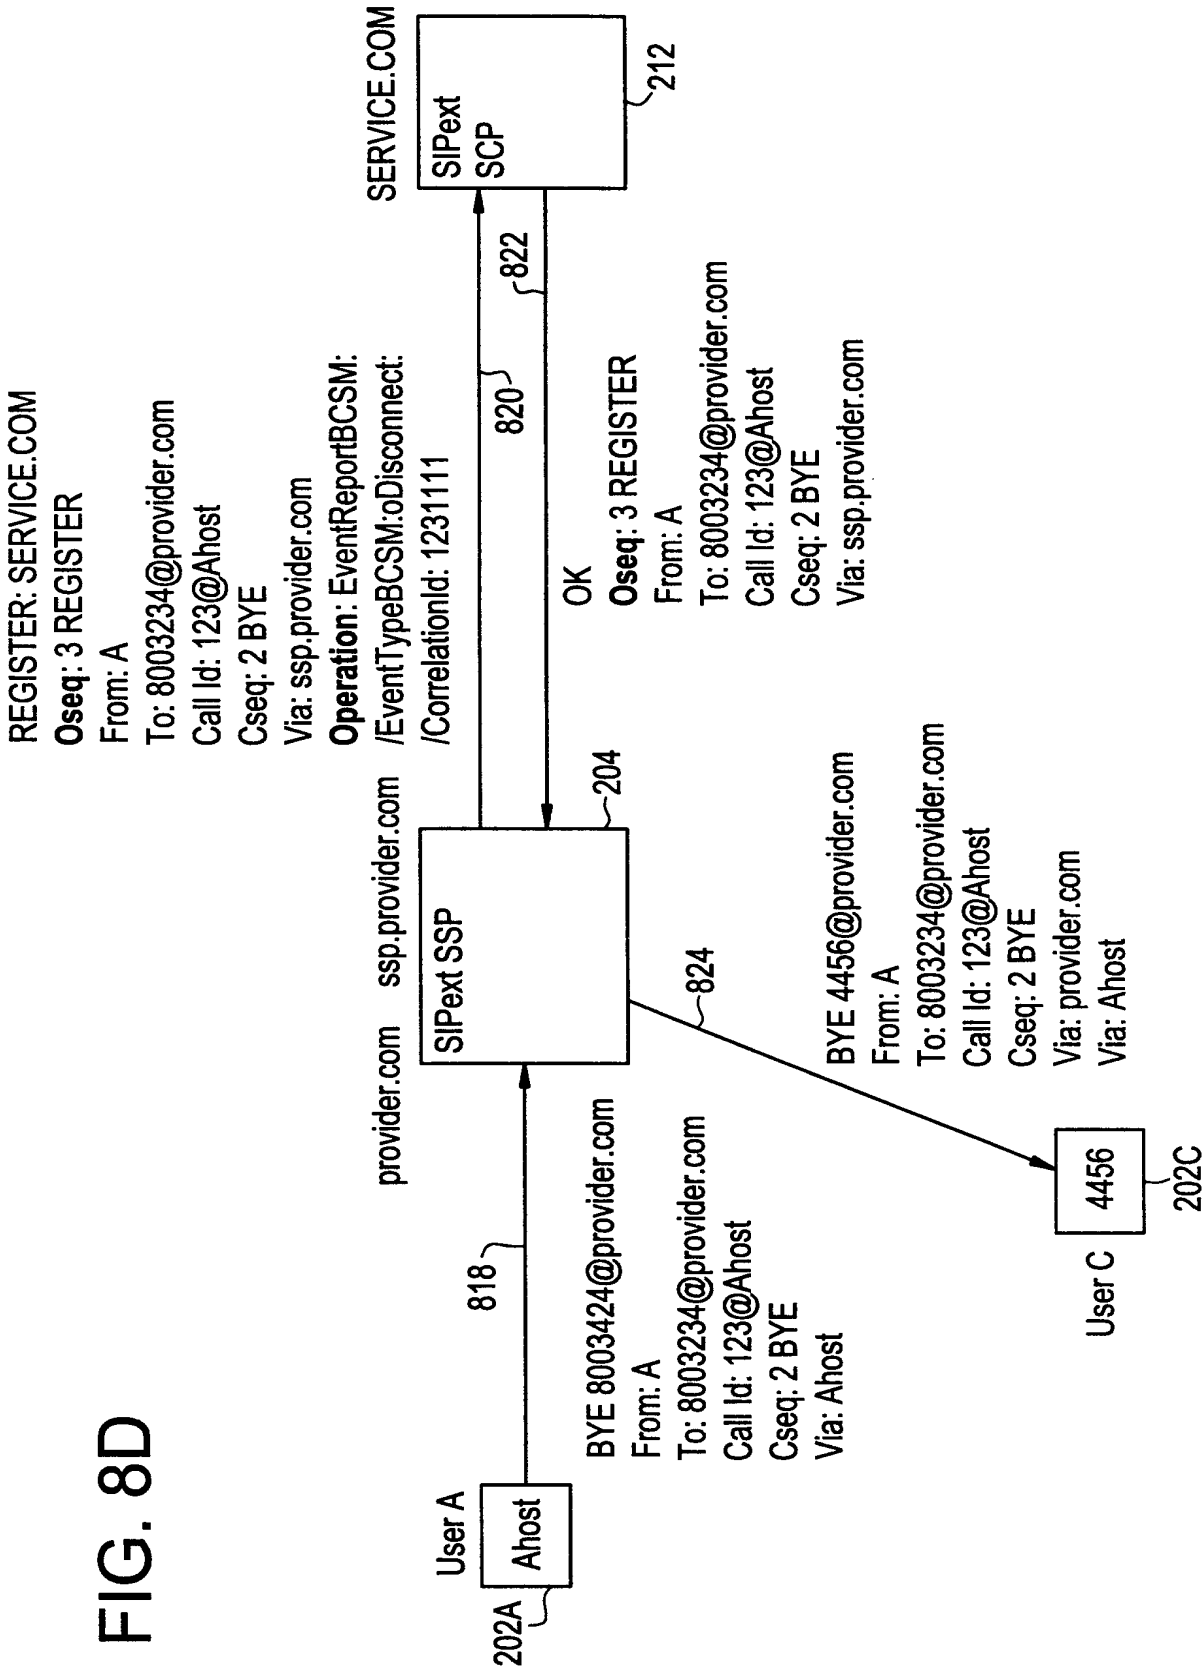 FIG. 8D
REGISTER: SERVICE.COM
Oseq: 3 REGISTER
From: A
To: 8003234@provider.com
Call Id: 123@Ahost
Cseq: 2 BYE
Via: ssp.provider.com
Operation: EventReportBCSM:
/EventTypeBCSM:oDisconnect:
/CorrelationId: 1231111
SERVICE.COM
SIPext
SCP
212
820
822
OK
Oseq: 3 REGISTER
From: A
To: 8003234@provider.com
Call Id: 123@Ahost
Cseq: 2 BYE
Via: ssp.provider.com
provider.com
ssp.provider.com
SIPext SSP
204
User A
Ahost
202A
818
BYE 8003424@provider.com
From: A
To: 8003234@provider.com
Call Id: 123@Ahost
Cseq: 2 BYE
Via: Ahost
824
BYE 4456@provider.com
From: A
To: 8003234@provider.com
Call Id: 123@Ahost
Cseq: 2 BYE
Via: provider.com
Via: Ahost
User C
4456
202C